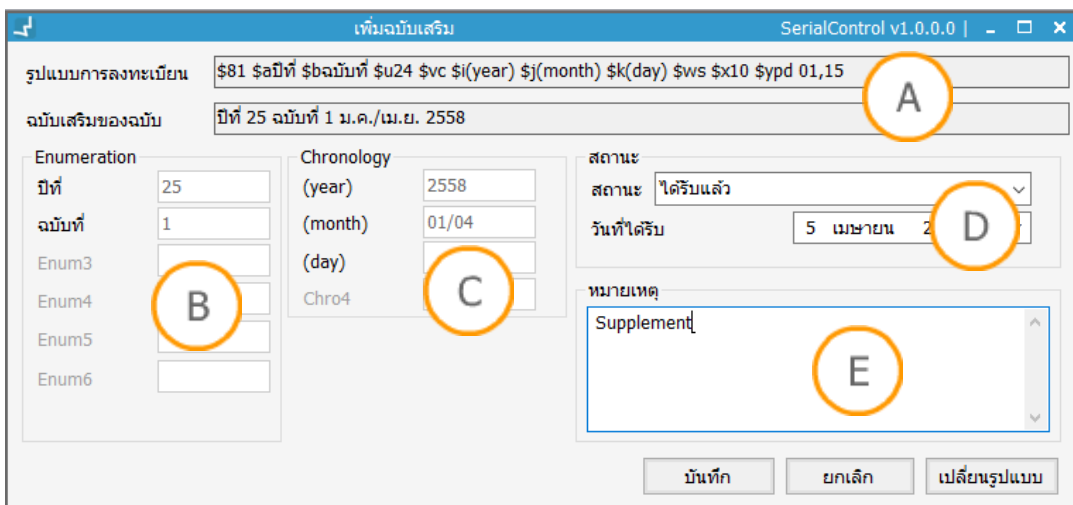 เพิ่มฉบับเสริม SerialControl v1.0.0.0 |
รูปแบบการลงทะเบียน $81 $aปีที่ $bฉบับที่ $u24 $vc $i(year) $j(month) $k(day) $ws $x10 $ypd 01,15
A
ฉบับเสริมของฉบับ ปีที่ 25 ฉบับที่ 1 ม.ค./เม.ย. 2558
Enumeration
ปีที่ 25
ฉบับที่ 1
Enum3
Enum4
Enum5
Enum6
B
Chronology
(year) 2558
(month) 01/04
(day)
Chro4
C
สถานะ
สถานะ ได้รับแล้ว
วันที่ได้รับ 5 เมษายน 2
D
หมายเหตุ
Supplement
E
บันทึก ยกเลิก เปลี่ยนรูปแบบ